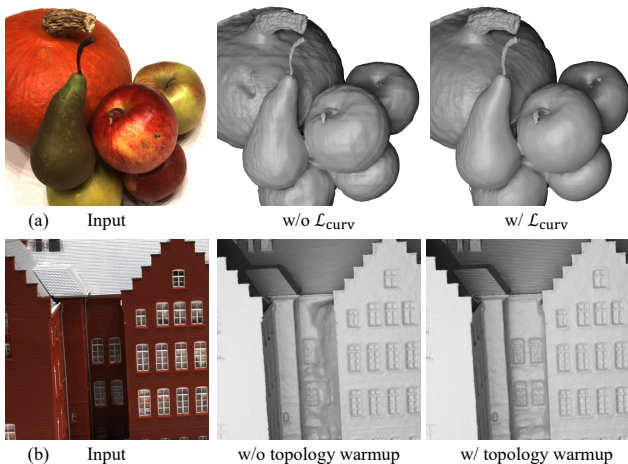 (a) Input w/o ℒcurv w/ ℒcurv
(b) Input w/o topology warmup w/ topology warmup